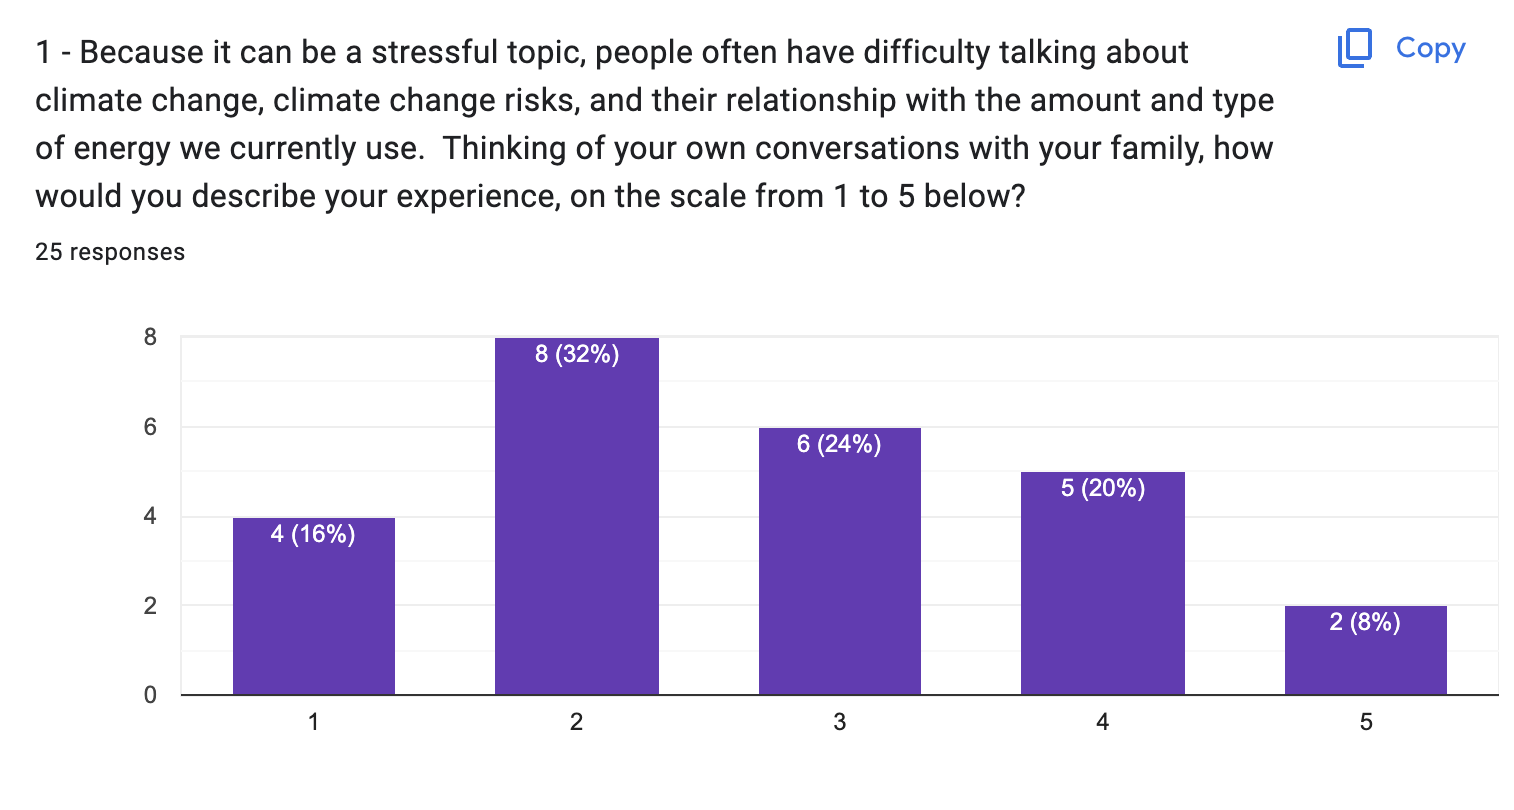 1 - Because it can be a stressful topic, people often have difficulty talking about
climate change, climate change risks, and their relationship with the amount and type
of energy we currently use.  Thinking of your own conversations with your family, how
would you describe your experience, on the scale from 1 to 5 below?
Copy
25 responses
8
6
4
2
0
4 (16%)
8 (32%)
6 (24%)
5 (20%)
2 (8%)
1 2 3 4 5